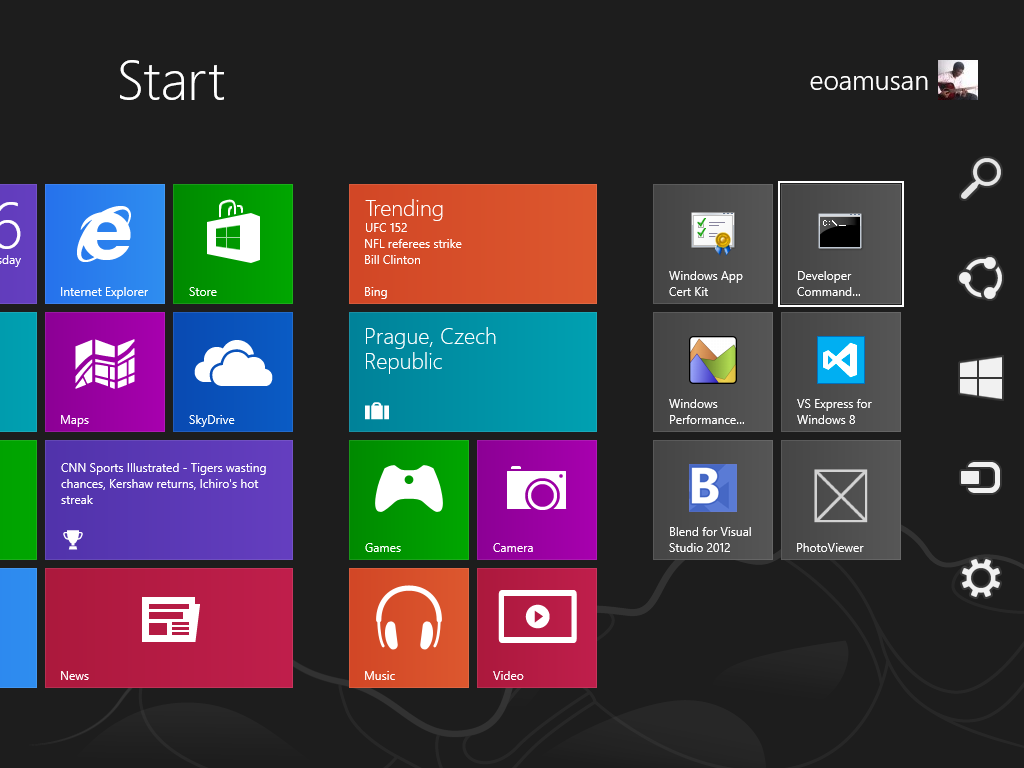 Start
eoamusan
6
sday
Internet Explorer
Store
Maps
SkyDrive
CNN Sports Illustrated - Tigers wasting
chances, Kershaw returns, Ichiro's hot
streak
News
Trending
UFC 152
NFL referees strike
Bill Clinton
Bing
Prague, Czech
Republic
Games
Camera
Music
Video
Windows App
Cert Kit
C:\_
Developer
Command...
Windows
Performance...
VS Express for
Windows 8
B
Blend for Visual
Studio 2012
PhotoViewer